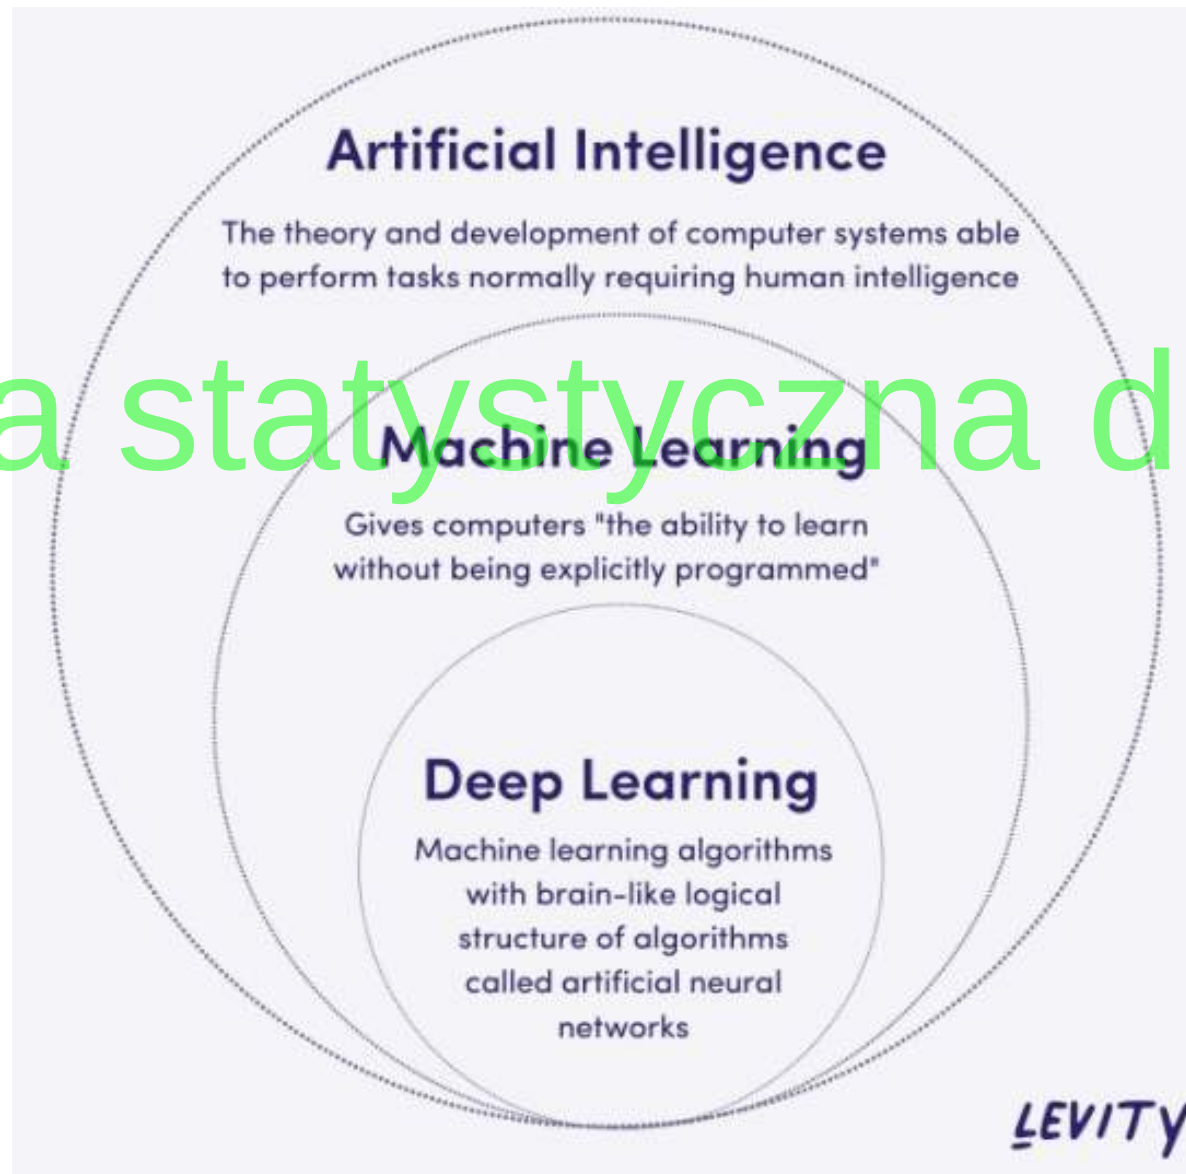 Artificial Intelligence
The theory and development of computer systems able
to perform tasks normally requiring human intelligence
a statystyczna d
Machine Learning
Gives computers "the ability to learn
without being explicitly programmed"
Deep Learning
Machine learning algorithms
with brain-like logical
structure of algorithms
called artificial neural
networks
LEVITY